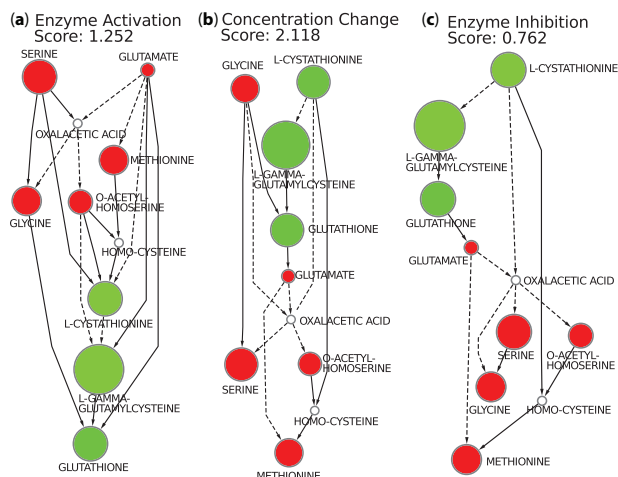 (a) Enzyme Activation
Score: 1.252
SERINE
GLUTAMATE
OXALACETIC ACID
METHIONINE
GLYCINE
O-ACETYL-
HOMOSERINE
HOMO-CYSTEINE
L-CYSTATHIONINE
L-GAMMA-
GLUTAMYLCYSTEINE
GLUTATHIONE
(b) Concentration Change
Score: 2.118
GLYCINE
L-CYSTATHIONINE
L-GAMMA-
GLUTAMYLCYSTEINE
GLUTATHIONE
GLUTAMATE
OXALACETIC ACID
SERINE
O-ACETYL-
HOMOSERINE
HOMO-CYSTEINE
METHIONINE
(c) Enzyme Inhibition
Score: 0.762
L-CYSTATHIONINE
L-GAMMA-
GLUTAMYLCYSTEINE
GLUTATHIONE
GLUTAMATE
OXALACETIC ACID
SERINE
O-ACETYL-
HOMOSERINE
GLYCINE
HOMO-CYSTEINE
METHIONINE